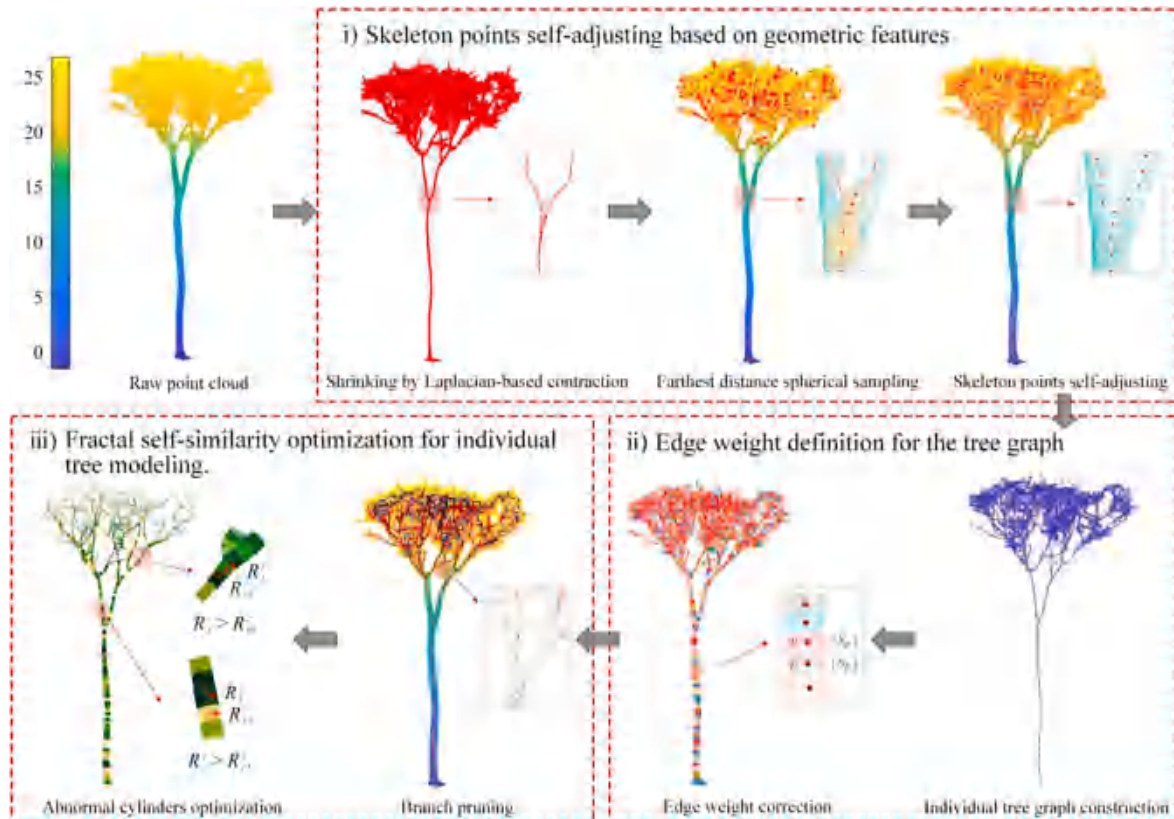 i) Skeleton points self-adjusting based on geometric features
25
20
15
10
5
0
Raw point cloud
Shrinking by Laplacian-based contraction
Farthest distance spherical sampling
Skeleton points self-adjusting
iii) Fractal self-similarity optimization for individual
tree modeling.
ii) Edge weight definition for the tree graph
Abnormal cylinders optimization
Branch pruning
Edge weight correction
Individual tree graph construction